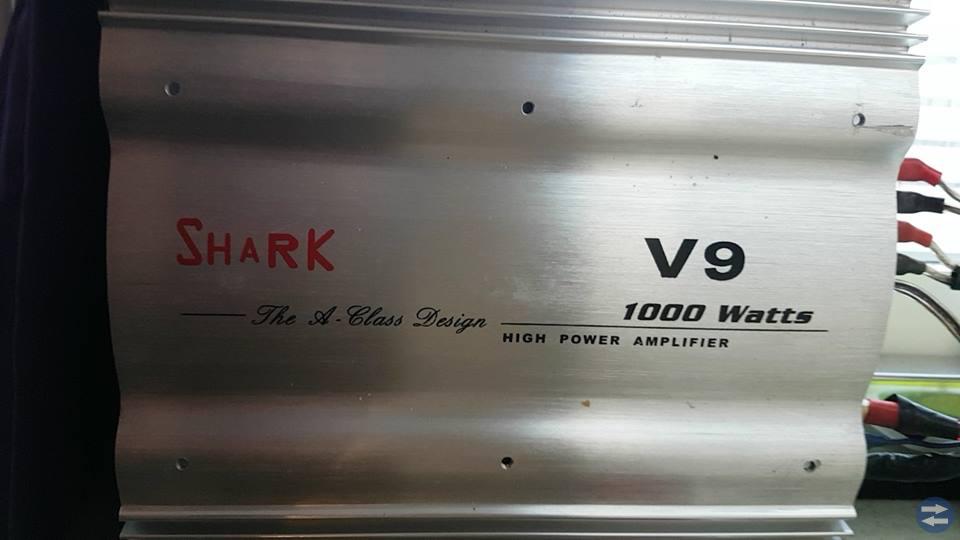 SHARK
V9
The A-Class Design
1000 Watts
HIGH POWER AMPLIFIER